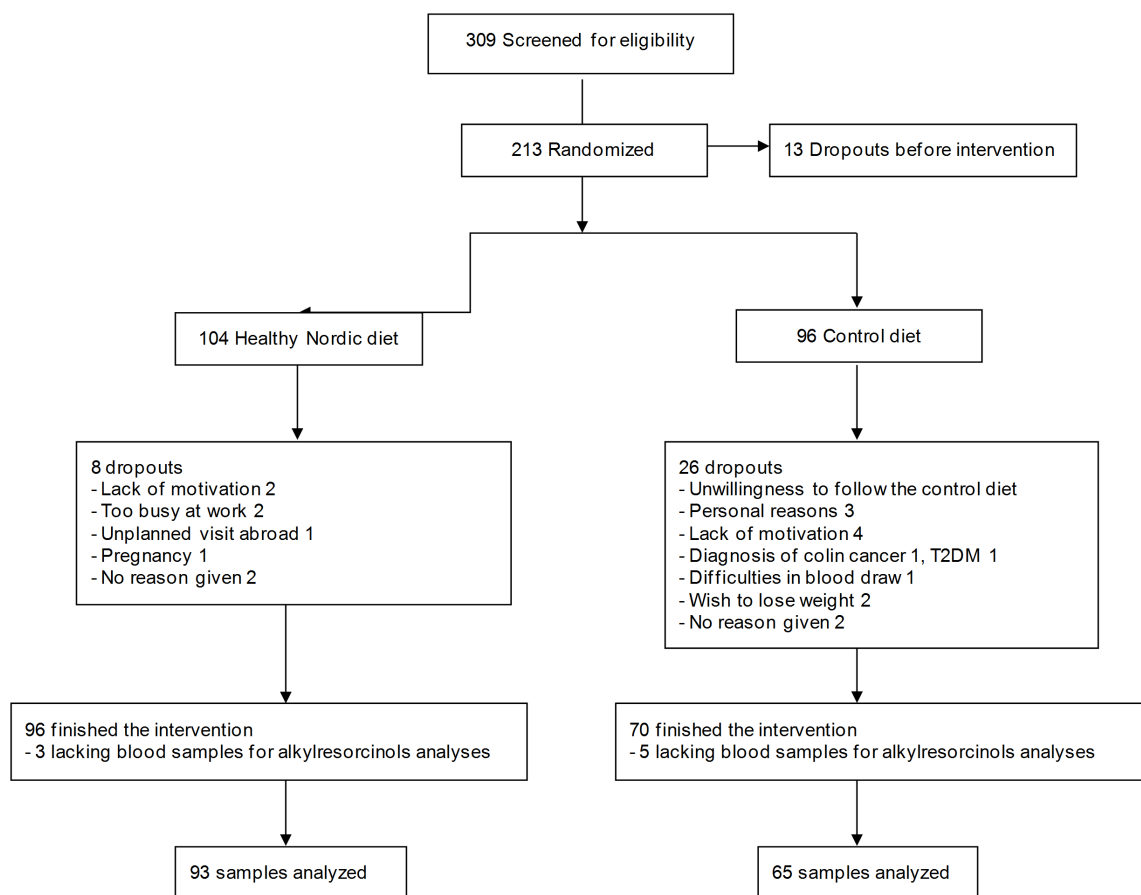 309 Screened for eligibility
213 Randomized
13 Dropouts before intervention
104 Healthy Nordic diet
96 Control diet
8 dropouts
- Lack of motivation 2
- Too busy at work 2
- Unplanned visit abroad 1
- Pregnancy 1
- No reason given 2
26 dropouts
- Unwillingness to follow the control diet
- Personal reasons 3
- Lack of motivation 4
- Diagnosis of colin cancer 1, T2DM 1
- Difficulties in blood draw 1
- Wish to lose weight 2
- No reason given 2
96 finished the intervention
- 3 lacking blood samples for alkylresorcinols analyses
70 finished the intervention
- 5 lacking blood samples for alkylresorcinols analyses
93 samples analyzed
65 samples analyzed